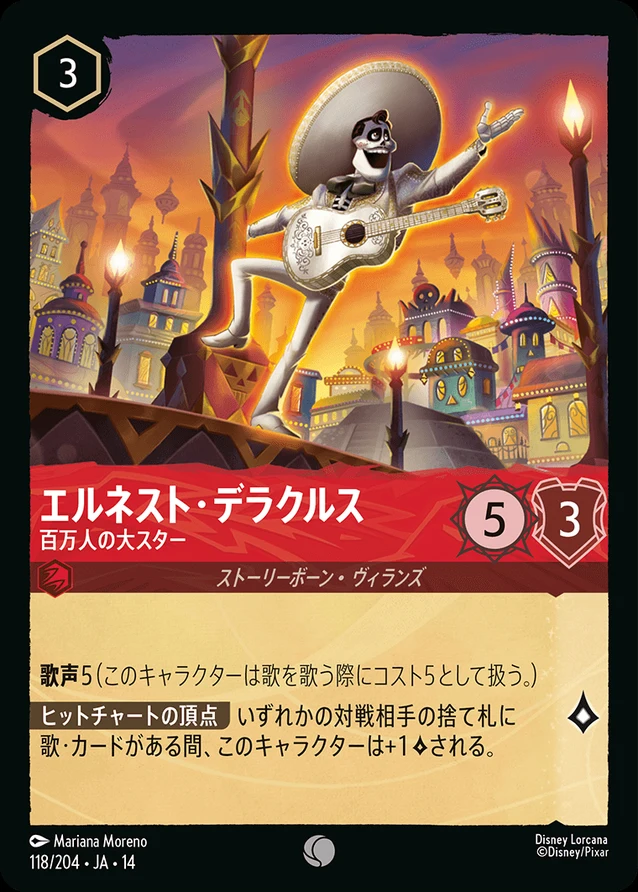 3
エルネスト・デラクルス
百万人の大スター
5
3
ストーリーボーン・ヴィランズ
歌声5(このキャラクターは歌を歌う際にコスト5として扱う。)
ヒットチャートの頂点 いずれかの対戦相手の捨て札に
歌・カードがある間、このキャラクターは+1される。
Mariana Moreno
118/204・JA・14
Disney Lorcana
©Disney/Pixar